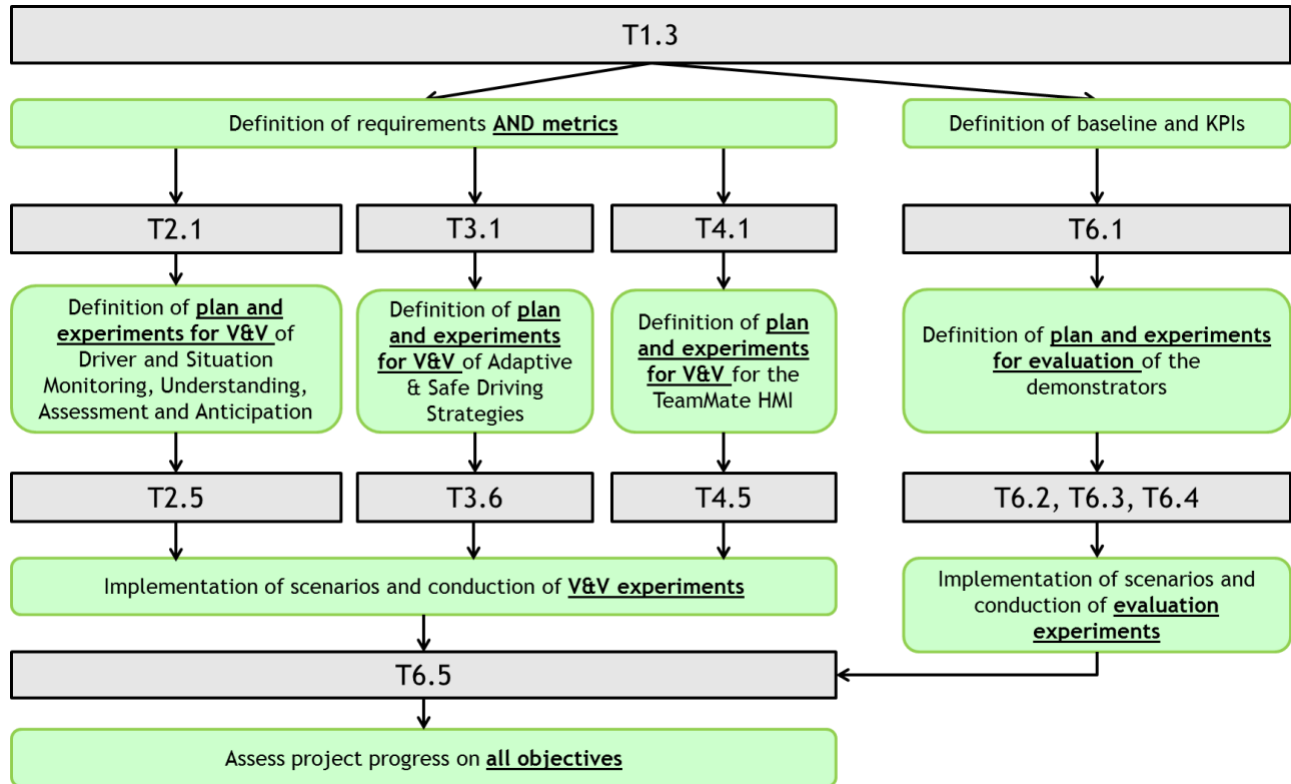 T1.3
Definition of requirements AND metrics
Definition of baseline and KPIs
T2.1
T3.1
T4.1
T6.1
Definition of plan and
experiments for V&V of
Driver and Situation
Monitoring, Understanding,
Assessment and Anticipation
Definition of plan
and experiments
for V&V of Adaptive
& Safe Driving
Strategies
Definition of plan
and experiments
for V&V for the
TeamMate HMI
Definition of plan and experiments
for evaluation of the
demonstrators
T2.5
T3.6
T4.5
T6.2, T6.3, T6.4
Implementation of scenarios and conduction of V&V experiments
Implementation of scenarios and
conduction of evaluation
experiments
T6.5
Assess project progress on all objectives